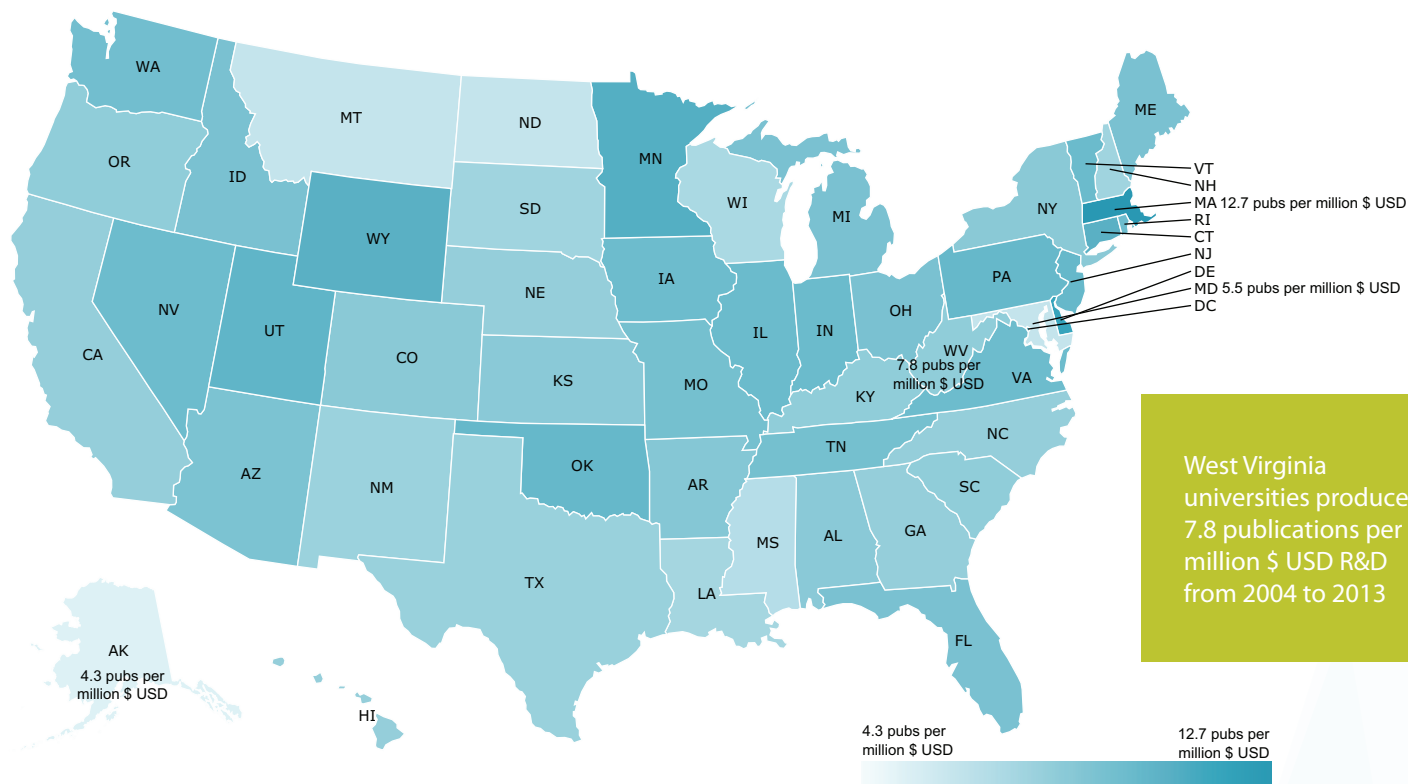 WA
MT
ND
MN
ME
OR
ID
SD
WI
MI
NY
VT
NH
MA 12.7 pubs per million $ USD
RI
CT
NJ
DE
MD 5.5 pubs per million $ USD
DC
WY
IA
PA
NE
NV
UT
IL
IN
OH
CA
CO
WV
7.8 pubs per
million $ USD
VA
KS
MO
KY
NC
TN
AZ
NM
OK
AR
SC
MS
AL
GA
TX
LA
FL
West Virginia
universities produce
7.8 publications per
million $ USD R&D
from 2004 to 2013
AK
4.3 pubs per
million $ USD
HI
4.3 pubs per
million $ USD
12.7 pubs per
million $ USD